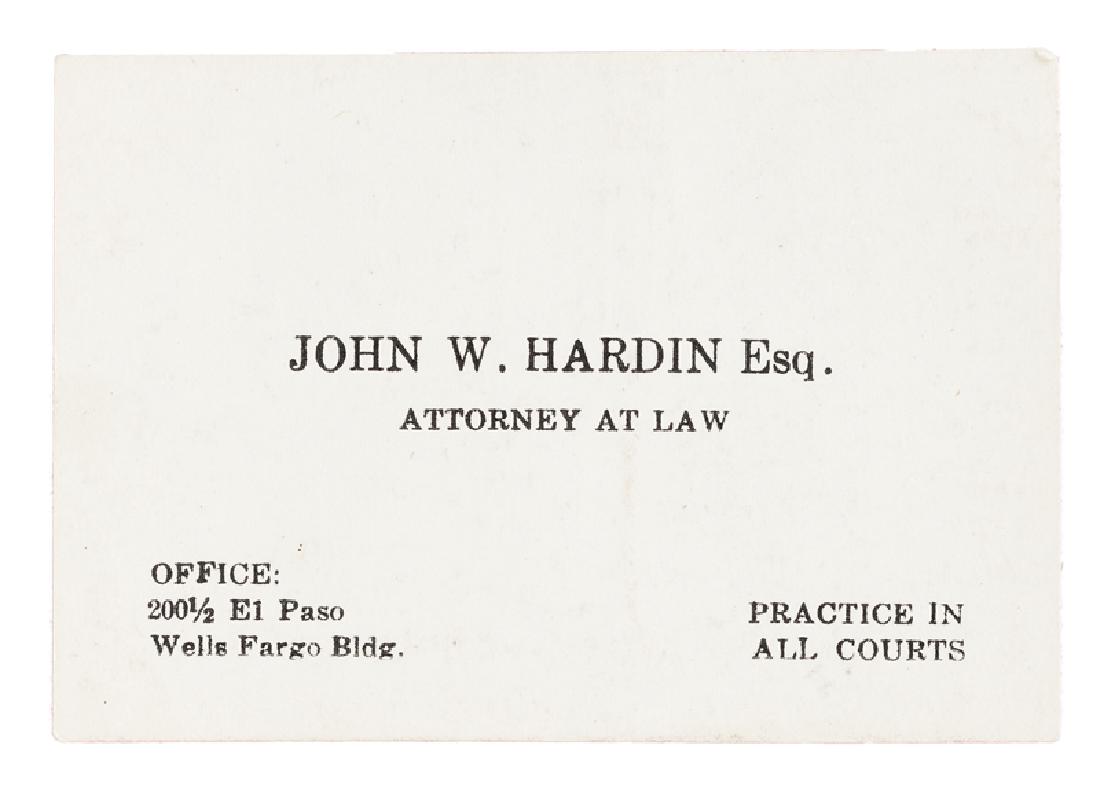 JOHN W. HARDIN Esq.
ATTORNEY AT LAW
OFFICE:
200½ El Paso
Wells Fargo Bldg.
PRACTICE IN
ALL COURTS